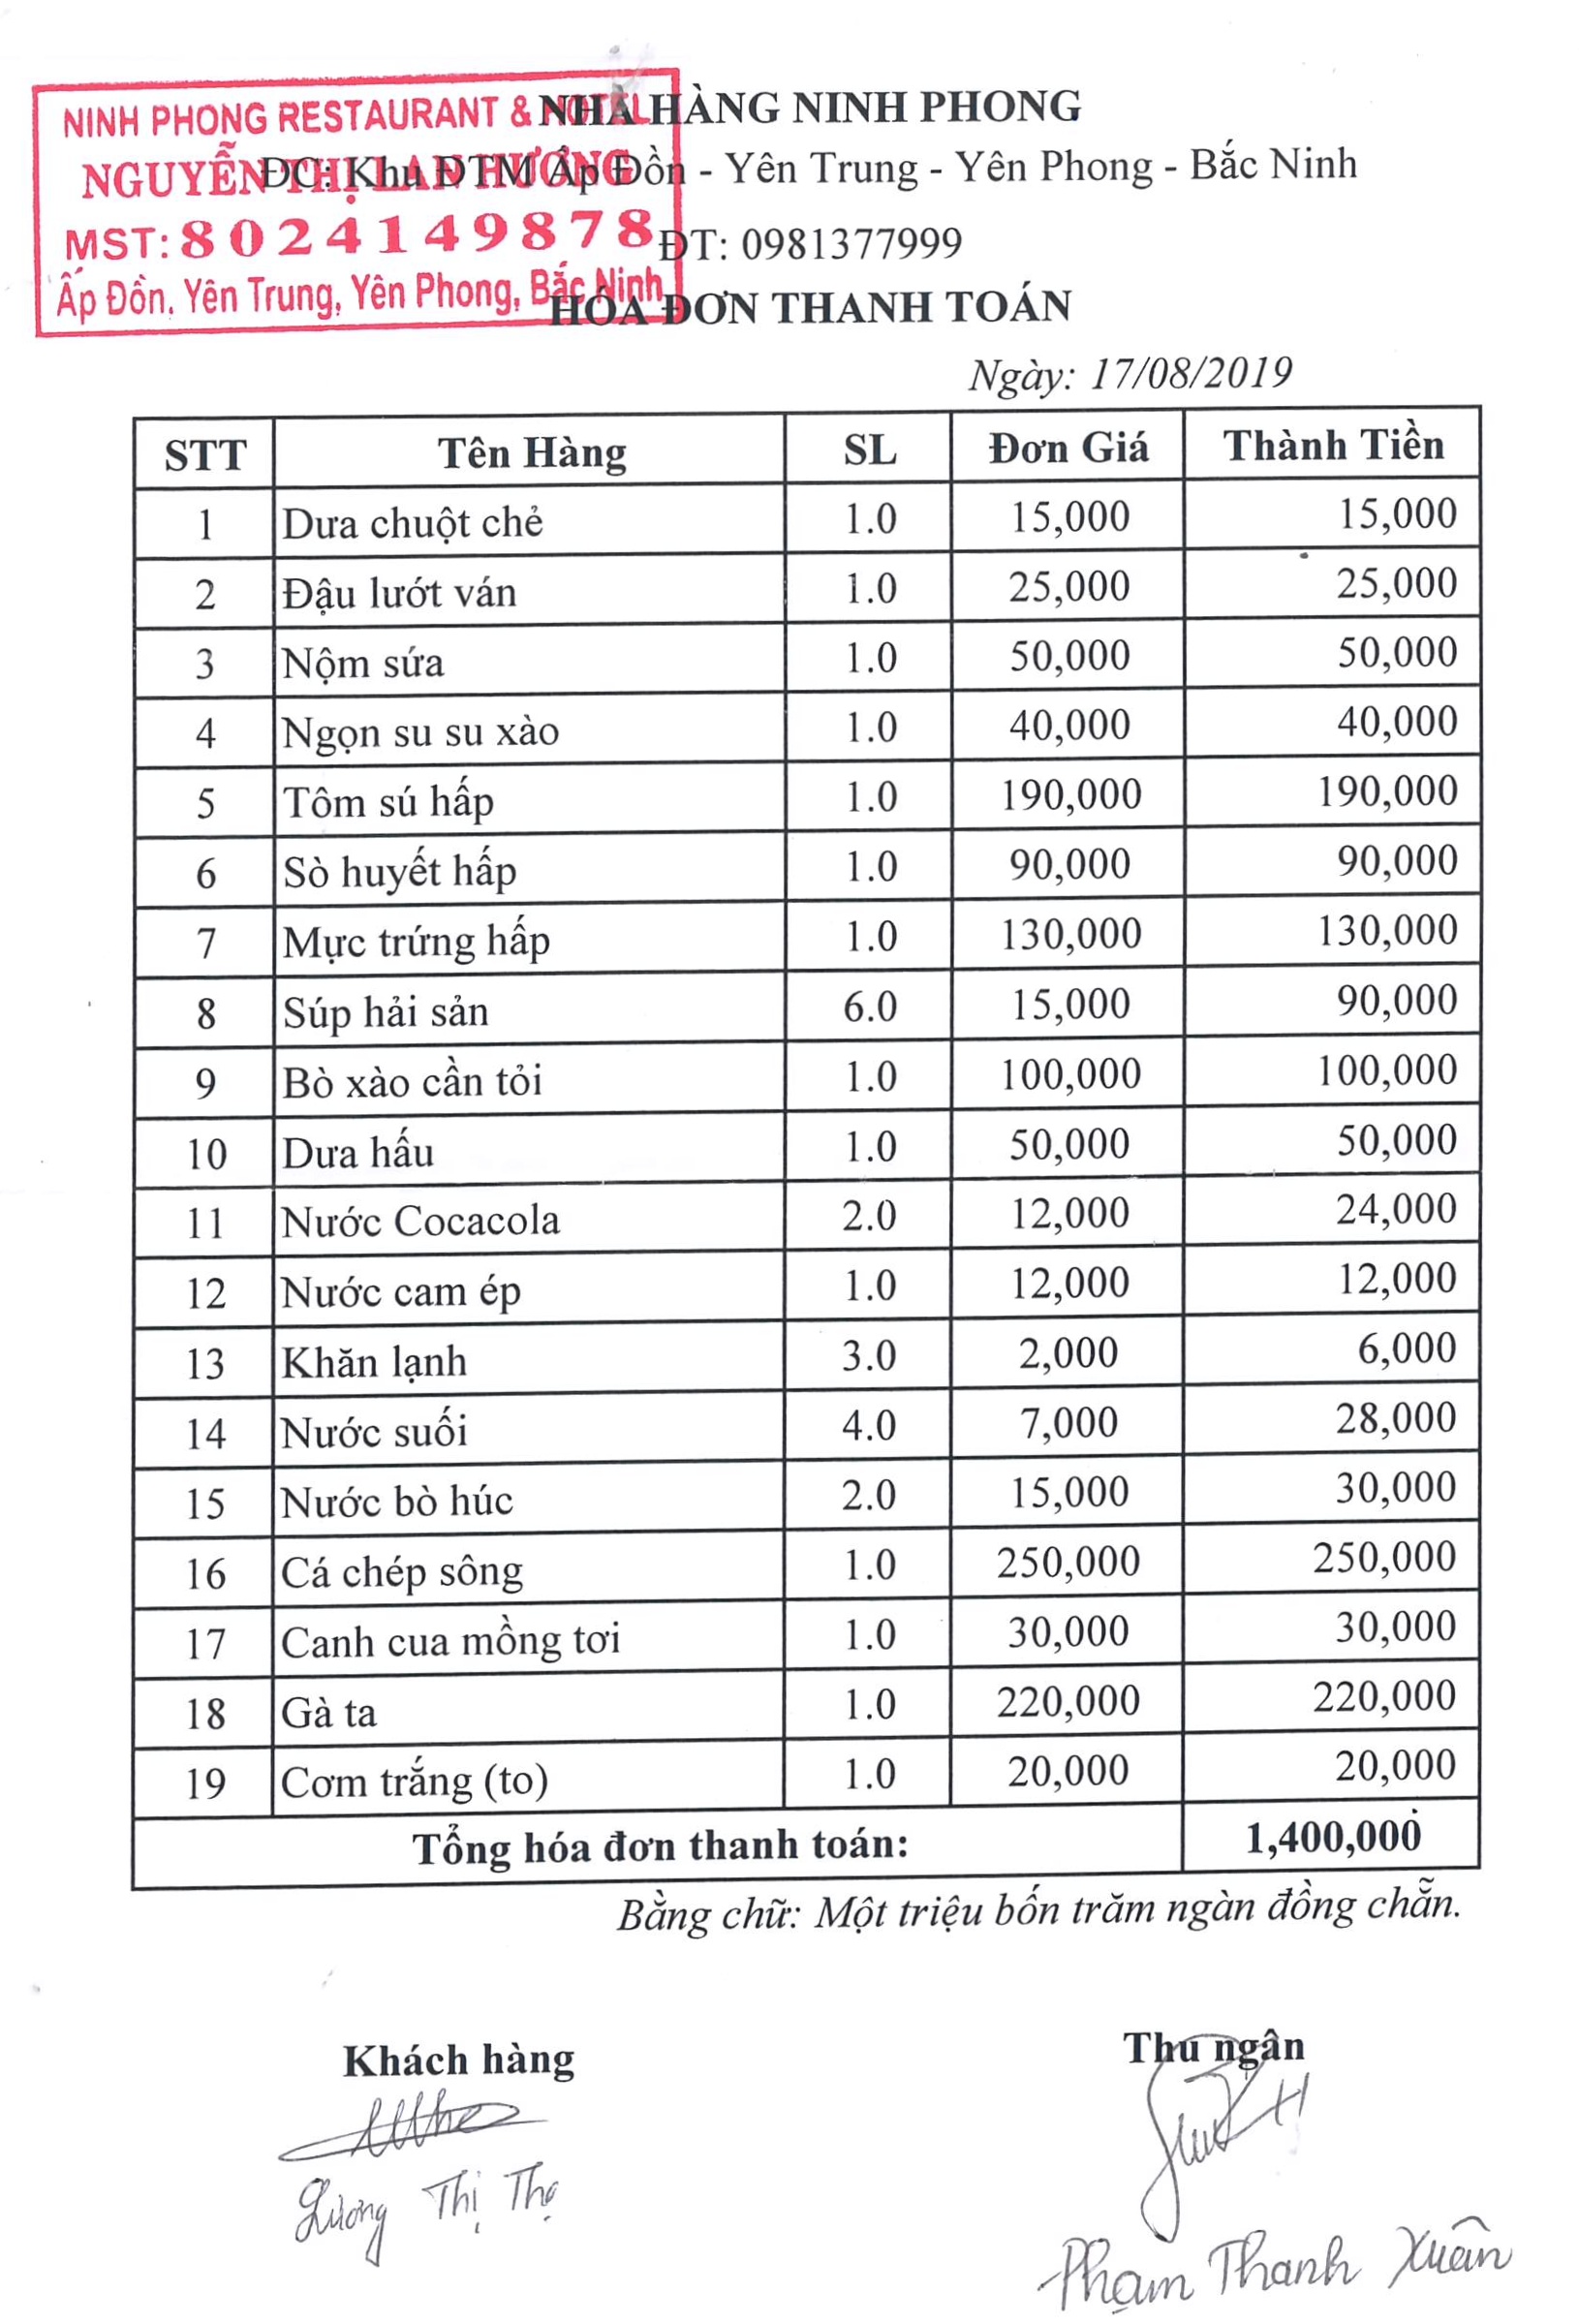 NINH PHONG RESTAURANT & HOTEL
NGUYỄN THỊ LAN HƯƠNG
MST: 8024149878
Ấp Đồn, Yên Trung, Yên Phong, Bắc Ninh
NHÀ HÀNG NINH PHONG
ĐC: Khu ĐTM Ấp Đồn - Yên Trung - Yên Phong - Bắc Ninh
ĐT: 0981377999
HÓA ĐƠN THANH TOÁN
Ngày: 17/08/2019
STT Tên Hàng SL Đơn Giá Thành Tiền
1 Dưa chuột chẻ 1.0 15,000 15,000
2 Đậu lướt ván 1.0 25,000 25,000
3 Nộm sứa 1.0 50,000 50,000
4 Ngọn su su xào 1.0 40,000 40,000
5 Tôm sú hấp 1.0 190,000 190,000
6 Sò huyết hấp 1.0 90,000 90,000
7 Mực trứng hấp 1.0 130,000 130,000
8 Súp hải sản 6.0 15,000 90,000
9 Bò xào cần tỏi 1.0 100,000 100,000
10 Dưa hấu 1.0 50,000 50,000
11 Nước Cocacola 2.0 12,000 24,000
12 Nước cam ép 1.0 12,000 12,000
13 Khăn lạnh 3.0 2,000 6,000
14 Nước suối 4.0 7,000 28,000
15 Nước bò húc 2.0 15,000 30,000
16 Cá chép sông 1.0 250,000 250,000
17 Canh cua mồng tơi 1.0 30,000 30,000
18 Gà ta 1.0 220,000 220,000
19 Cơm trắng (to) 1.0 20,000 20,000
Tổng hóa đơn thanh toán: 1,400,000
Bằng chữ: Một triệu bốn trăm ngàn đồng chẵn.
Khách hàng Thu ngân
Lương Thị Thọ
Phạm Thanh Xuân